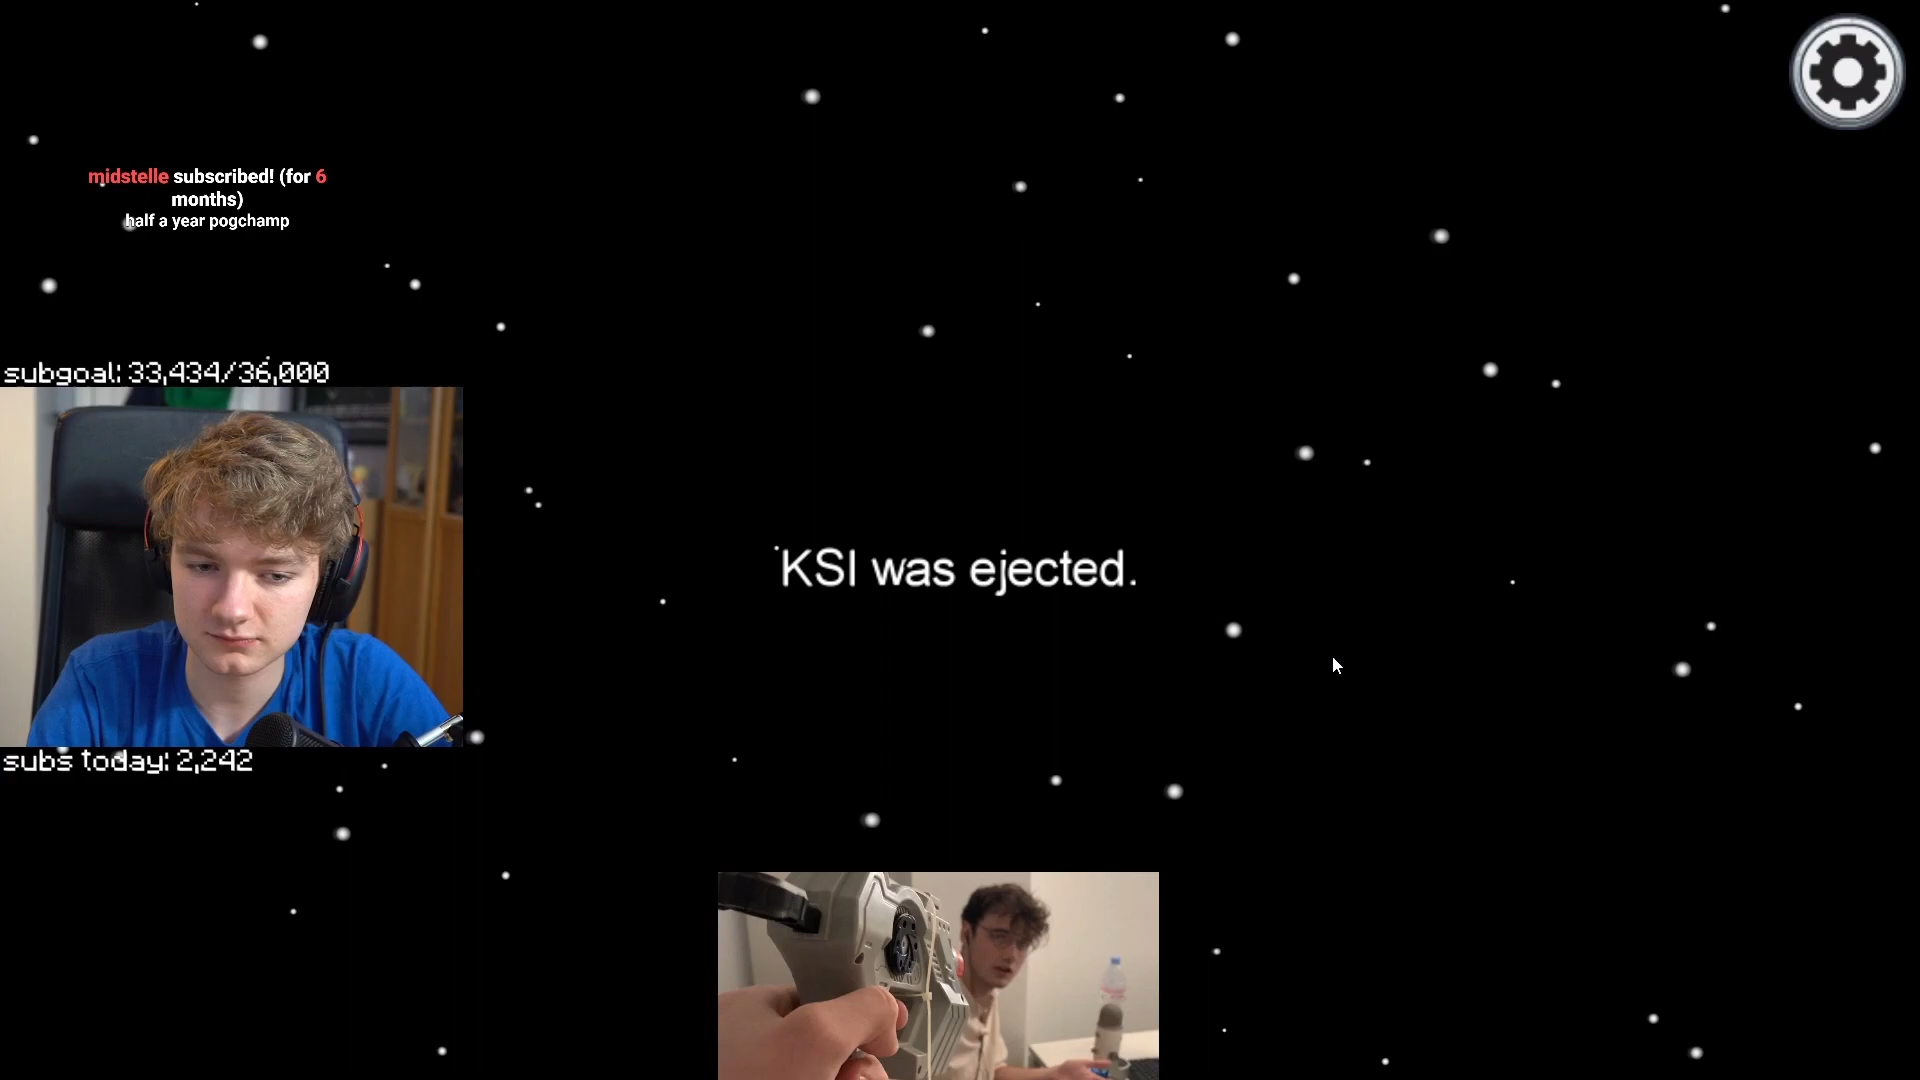 midstelle subscribed! (for 6
months)
half a year pogchamp
subgoal: 33,434/36,000
KSI was ejected.
subs today: 2,242